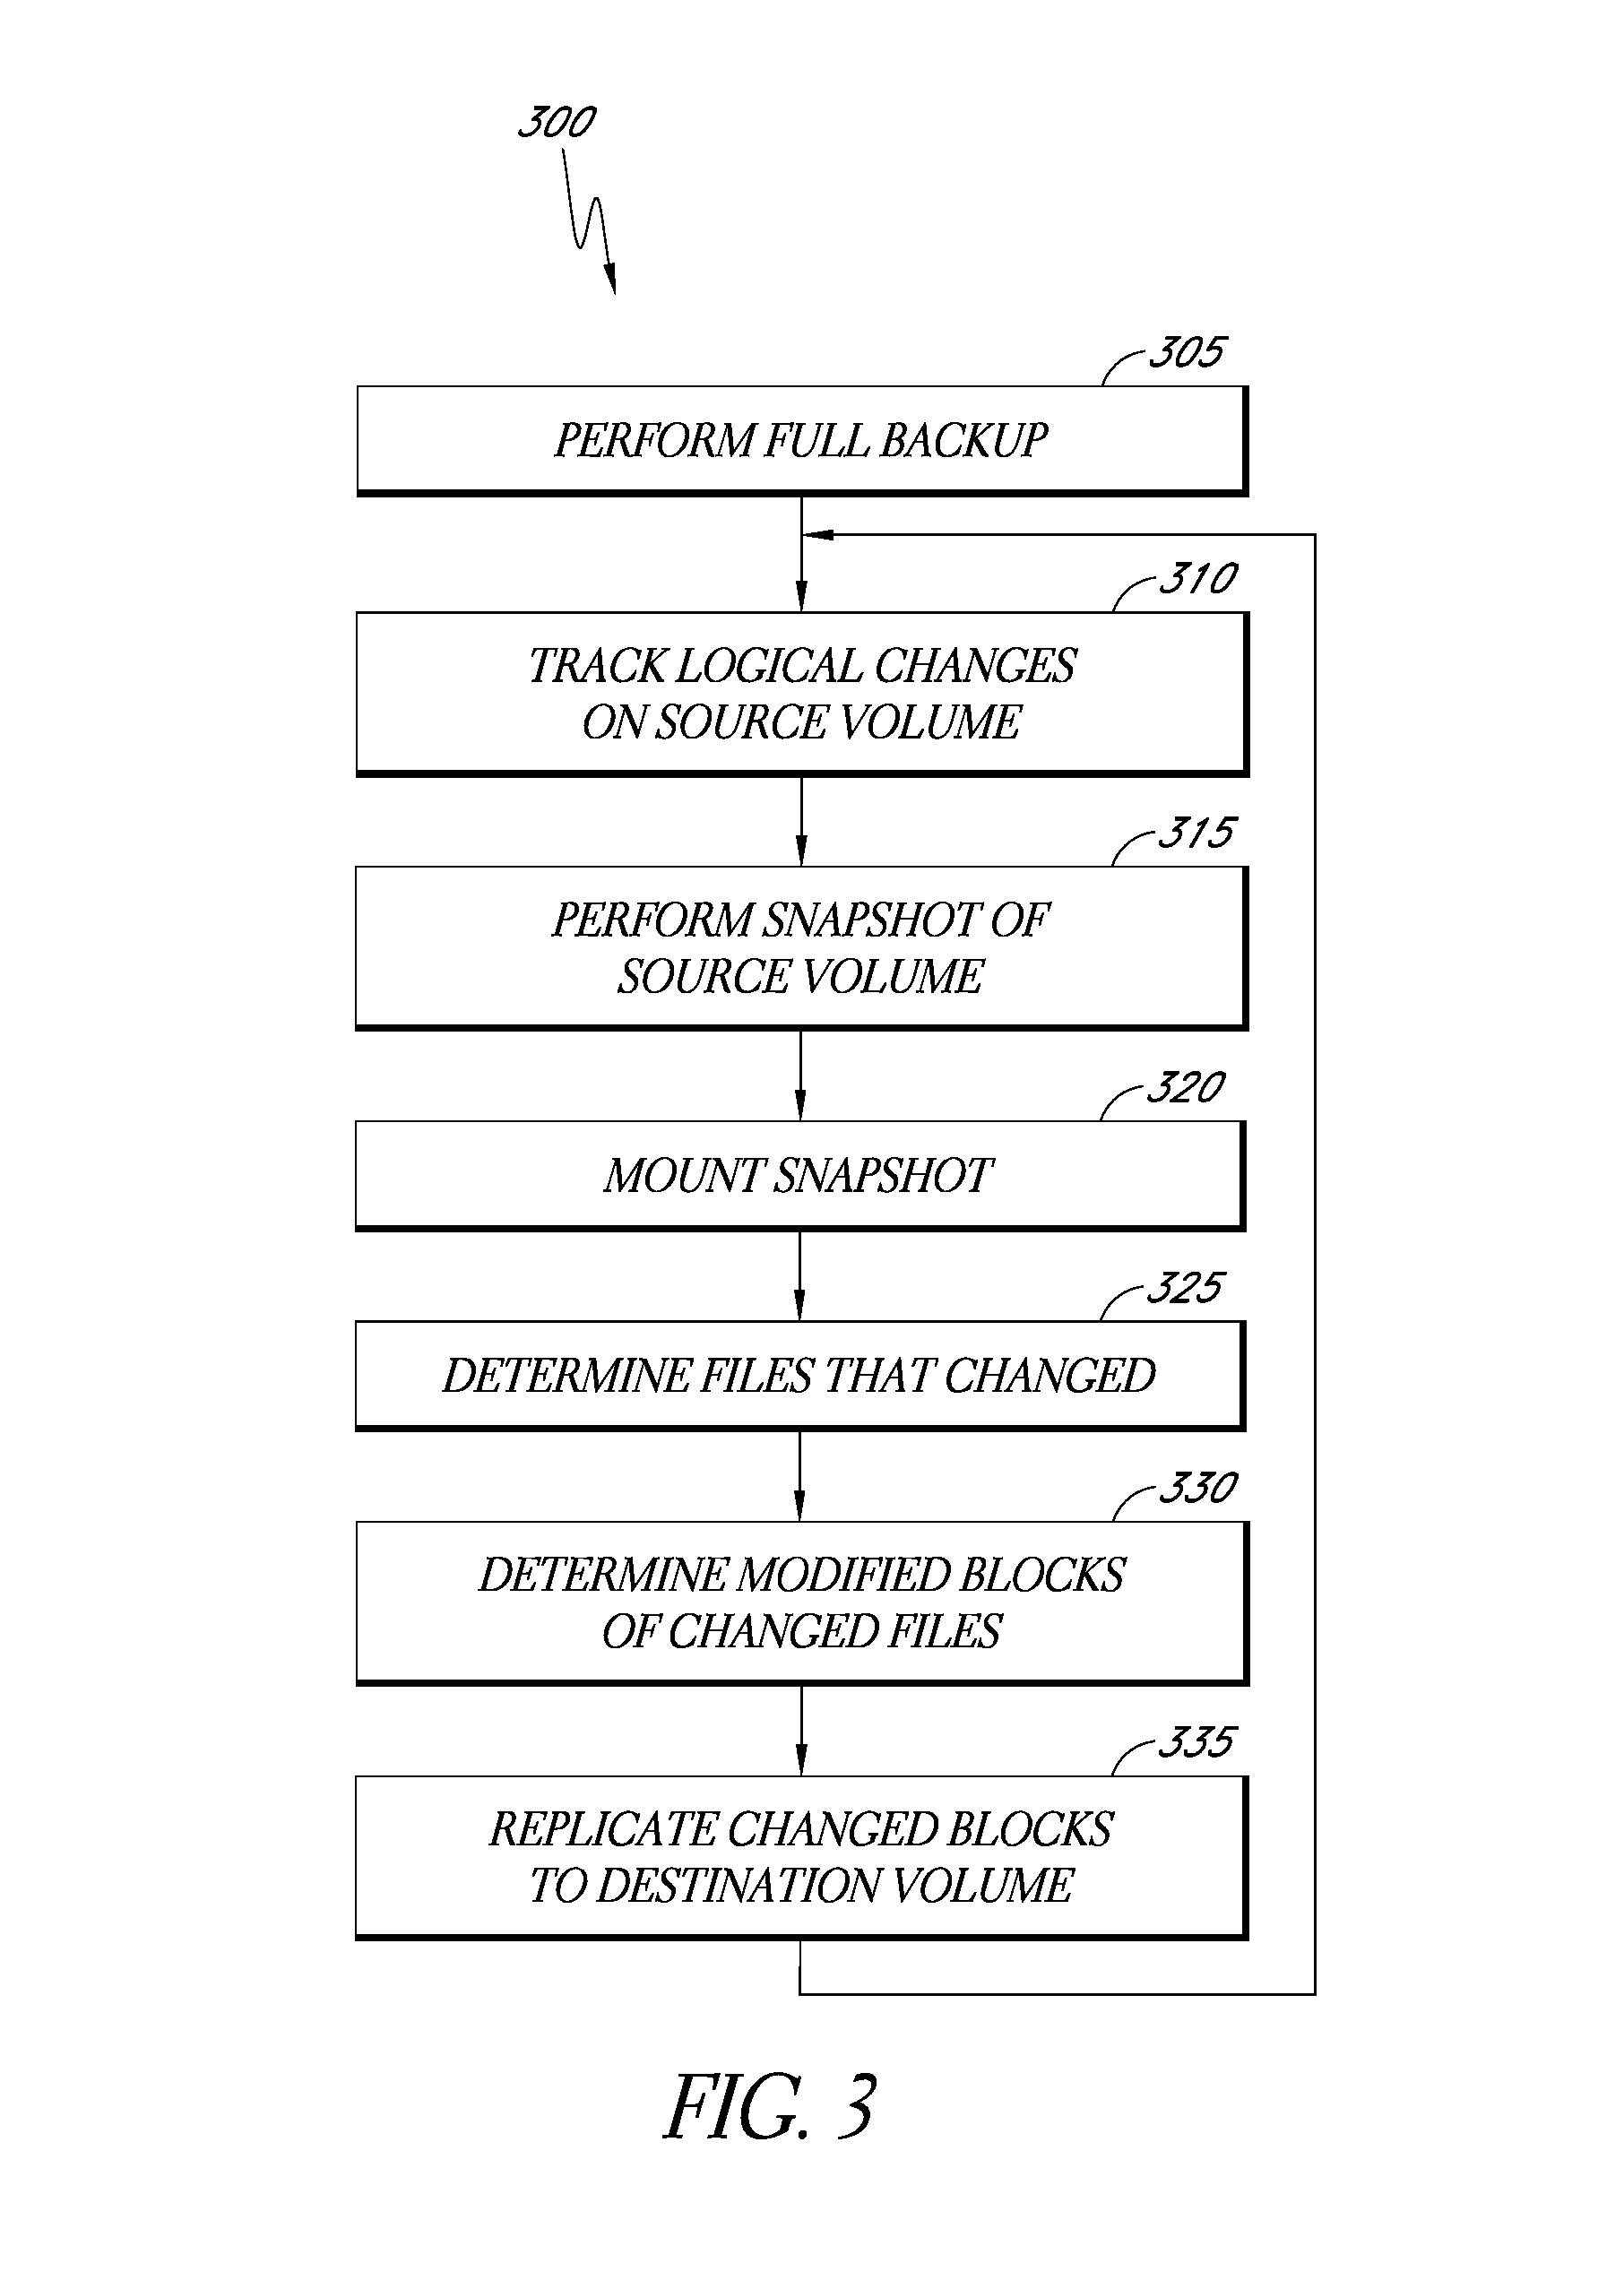 300
305
PERFORM FULL BACKUP
310
TRACK LOGICAL CHANGES
ON SOURCE VOLUME
315
PERFORM SNAPSHOT OF
SOURCE VOLUME
320
MOUNT SNAPSHOT
325
DETERMINE FILES THAT CHANGED
330
DETERMINE MODIFIED BLOCKS
OF CHANGED FILES
335
REPLICATE CHANGED BLOCKS
TO DESTINATION VOLUME
FIG. 3